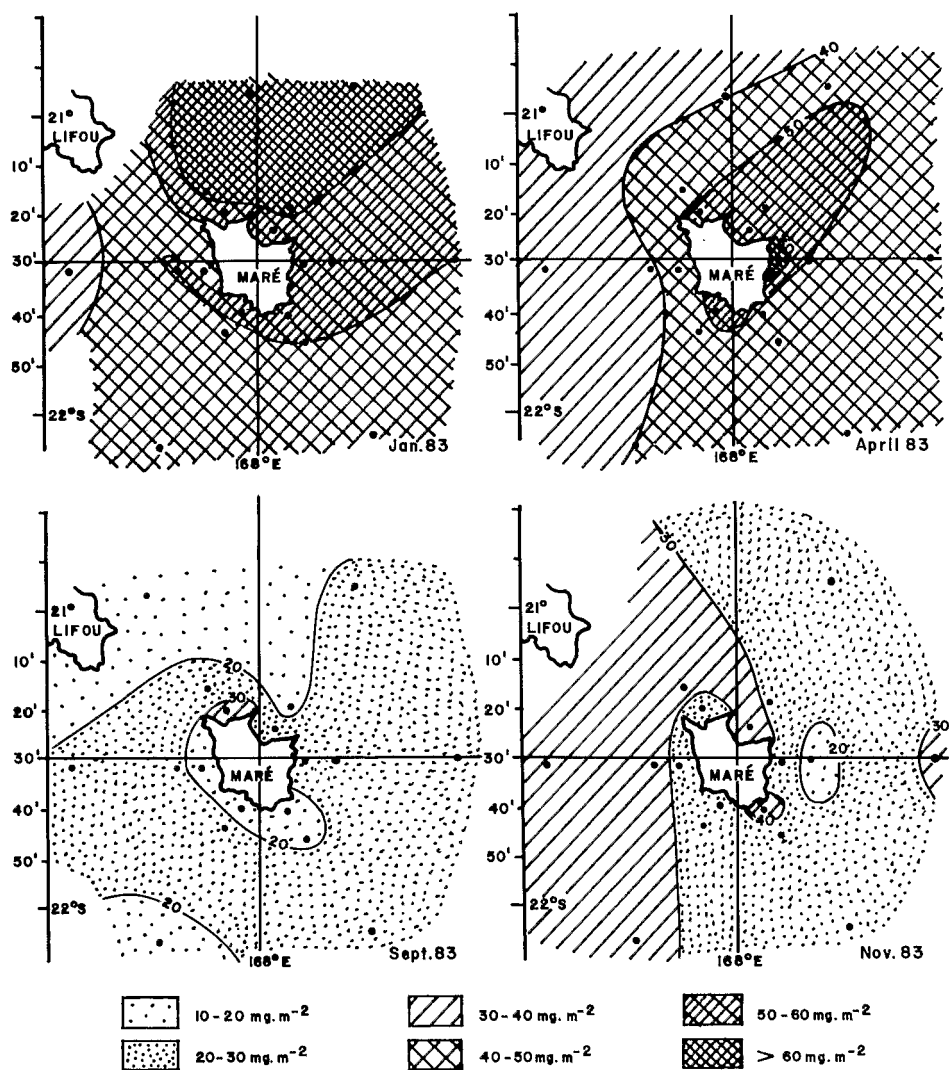 21°
LIFOU
10'
20'
30'
40'
50'
22°S
MARÉ
168°E
Jan. 83
40
50
21°
LIFOU
10'
20'
30'
40'
50'
22°S
MARÉ
168°E
April 83
21°
LIFOU
10'
20'
30'
40'
50'
22°S
20
30
MARÉ
20
20
168°E
Sept. 83
30
21°
LIFOU
10'
20'
30'
40'
50'
22°S
MARÉ
20
30
40
168°E
Nov. 83
10-20 mg. m⁻²
30-40 mg. m⁻²
50-60 mg. m⁻²
20-30 mg. m⁻²
40-50 mg. m⁻²
> 60 mg. m⁻²